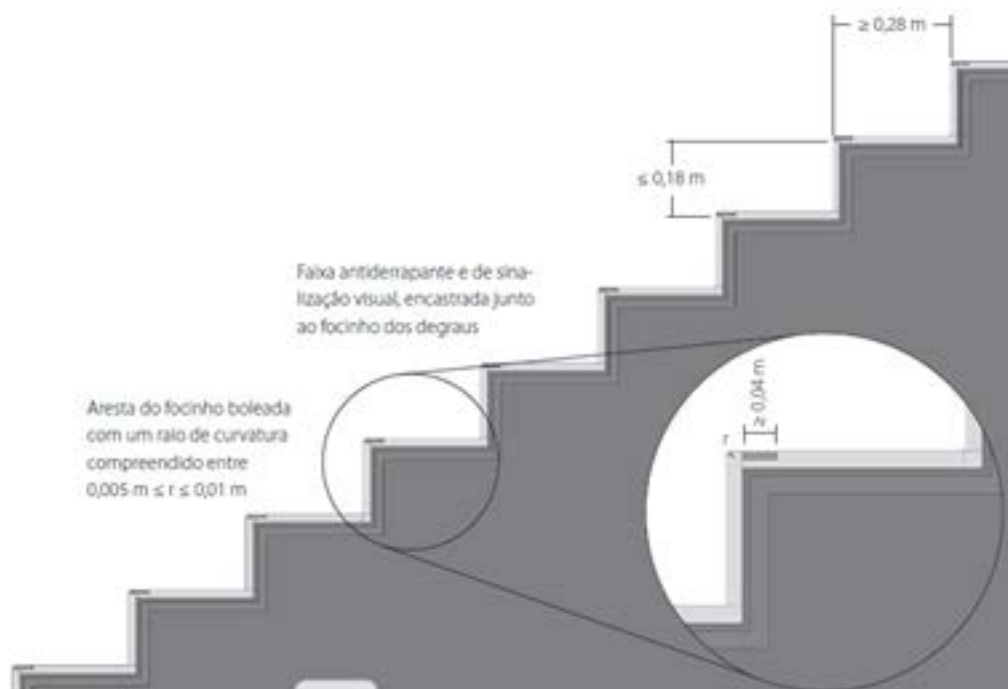 ≥ 0,28 m
≤ 0,18 m
Faixa antiderrapante e de sina-
lização visual, encastrada junto
ao focinho dos degraus
≥ 0,04 m
r
Aresta do focinho boleada
com um raio de curvatura
compreendido entre
0,005 m ≤ r ≤ 0,01 m